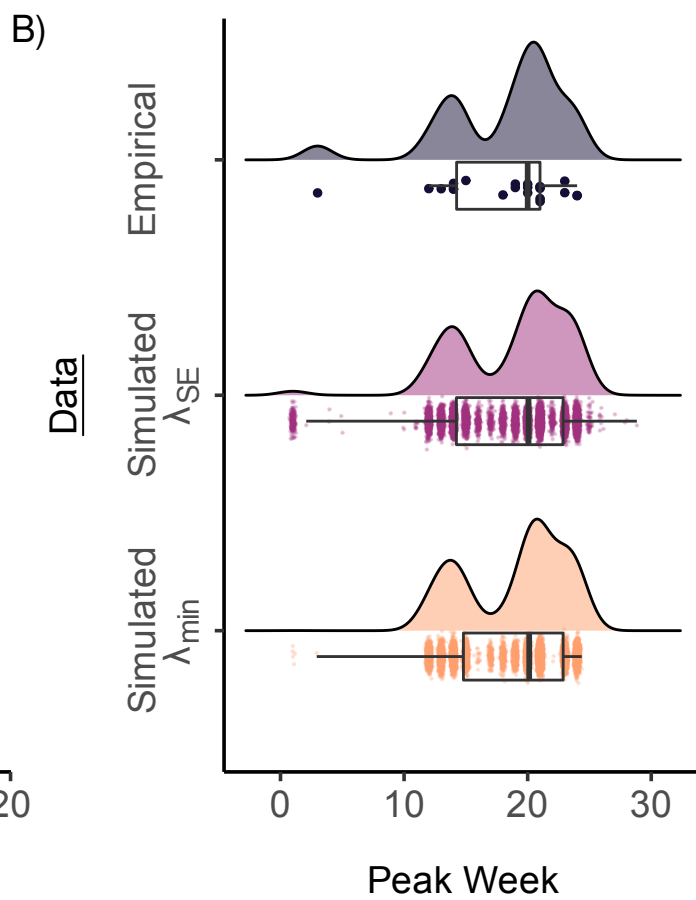 B)
Data
Empirical
Simulated
λSE
Simulated
λmin
20
0 10 20 30
Peak Week